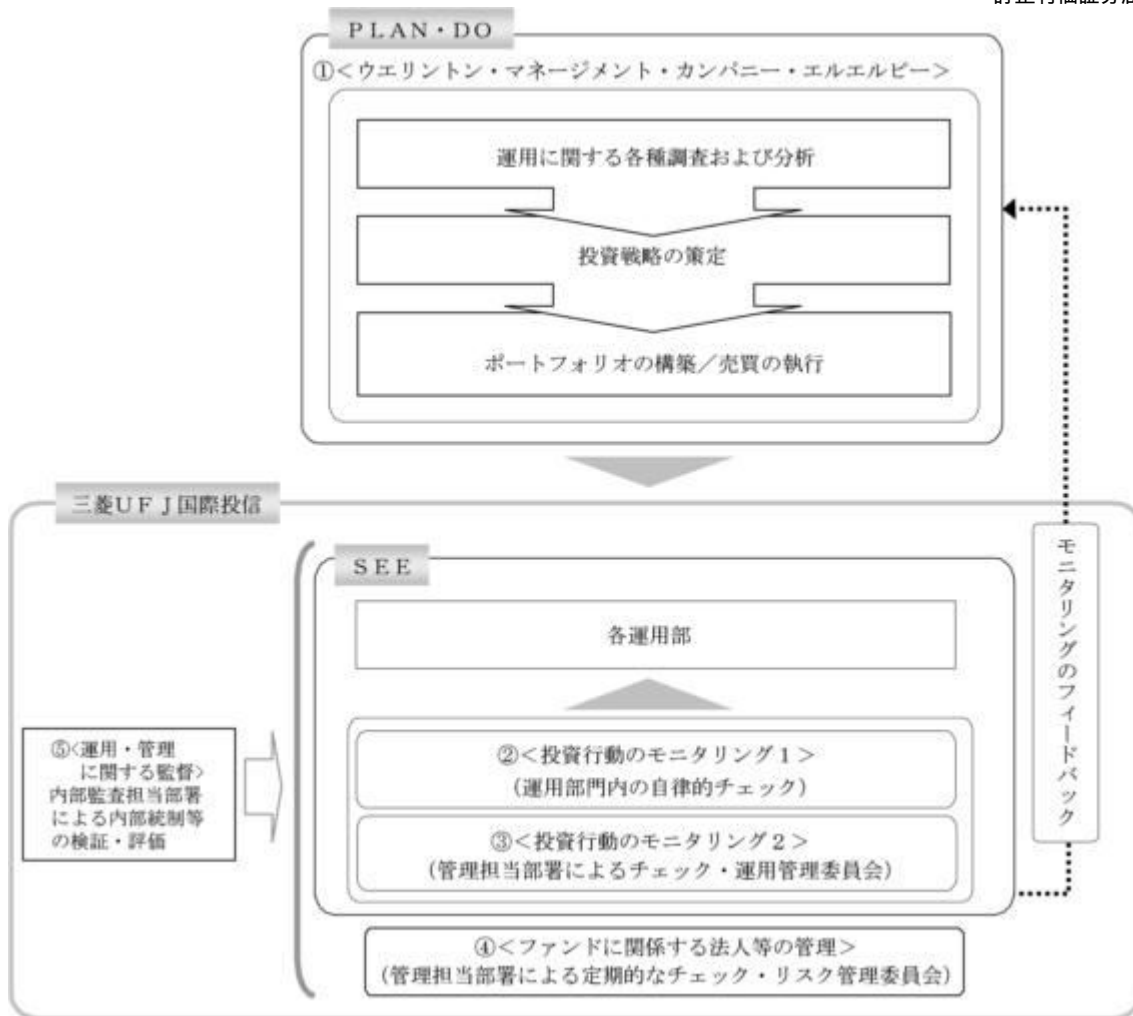 PLAN・DO
①<ウエリントン・マネージメント・カンパニー・エルエルピー>
運用に関する各種調査および分析
投資戦略の策定
ポートフォリオの構築/売買の執行
三菱UFJ国際投信
SEE
各運用部
②<投資行動のモニタリング1>
(運用部門内の自律的チェック)
③<投資行動のモニタリング2>
(管理担当部署によるチェック・運用管理委員会)
④<ファンドに関係する法人等の管理>
(管理担当部署による定期的なチェック・リスク管理委員会)
⑤<運用・管理
に関する監督>
内部監査担当部署
による内部統制等
の検証・評価
モニタリングのフィードバック